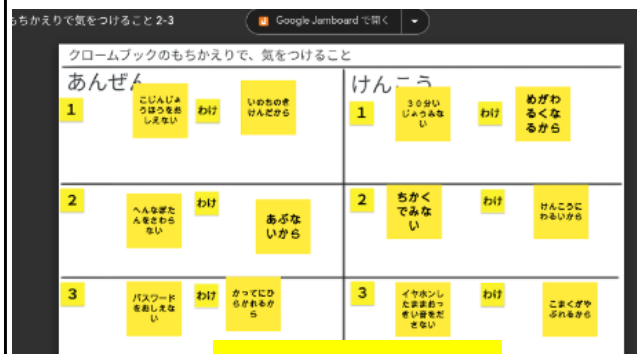 もちかえりで気をつけること 2-3
Google Jamboard で開く
クロームブックのもちかえりで、気をつけること
あんぜん
1
こじんじょ
うほうをお
しえない
わけ
いのちのき
けんだから
2
へんなぼた
んをさわら
ない
わけ
あぶな
いから
3
パスワード
をおしえな
い
わけ
かってにひ
らかれるか
ら
けんこう
1
30分い
じょうみな
い
わけ
めがわ
るくな
るから
2
ちかく
でみな
い
わけ
けんこうに
わるいから
3
イヤホンし
たままおっ
きい音をだ
さない
わけ
こまくがや
ぶれるから